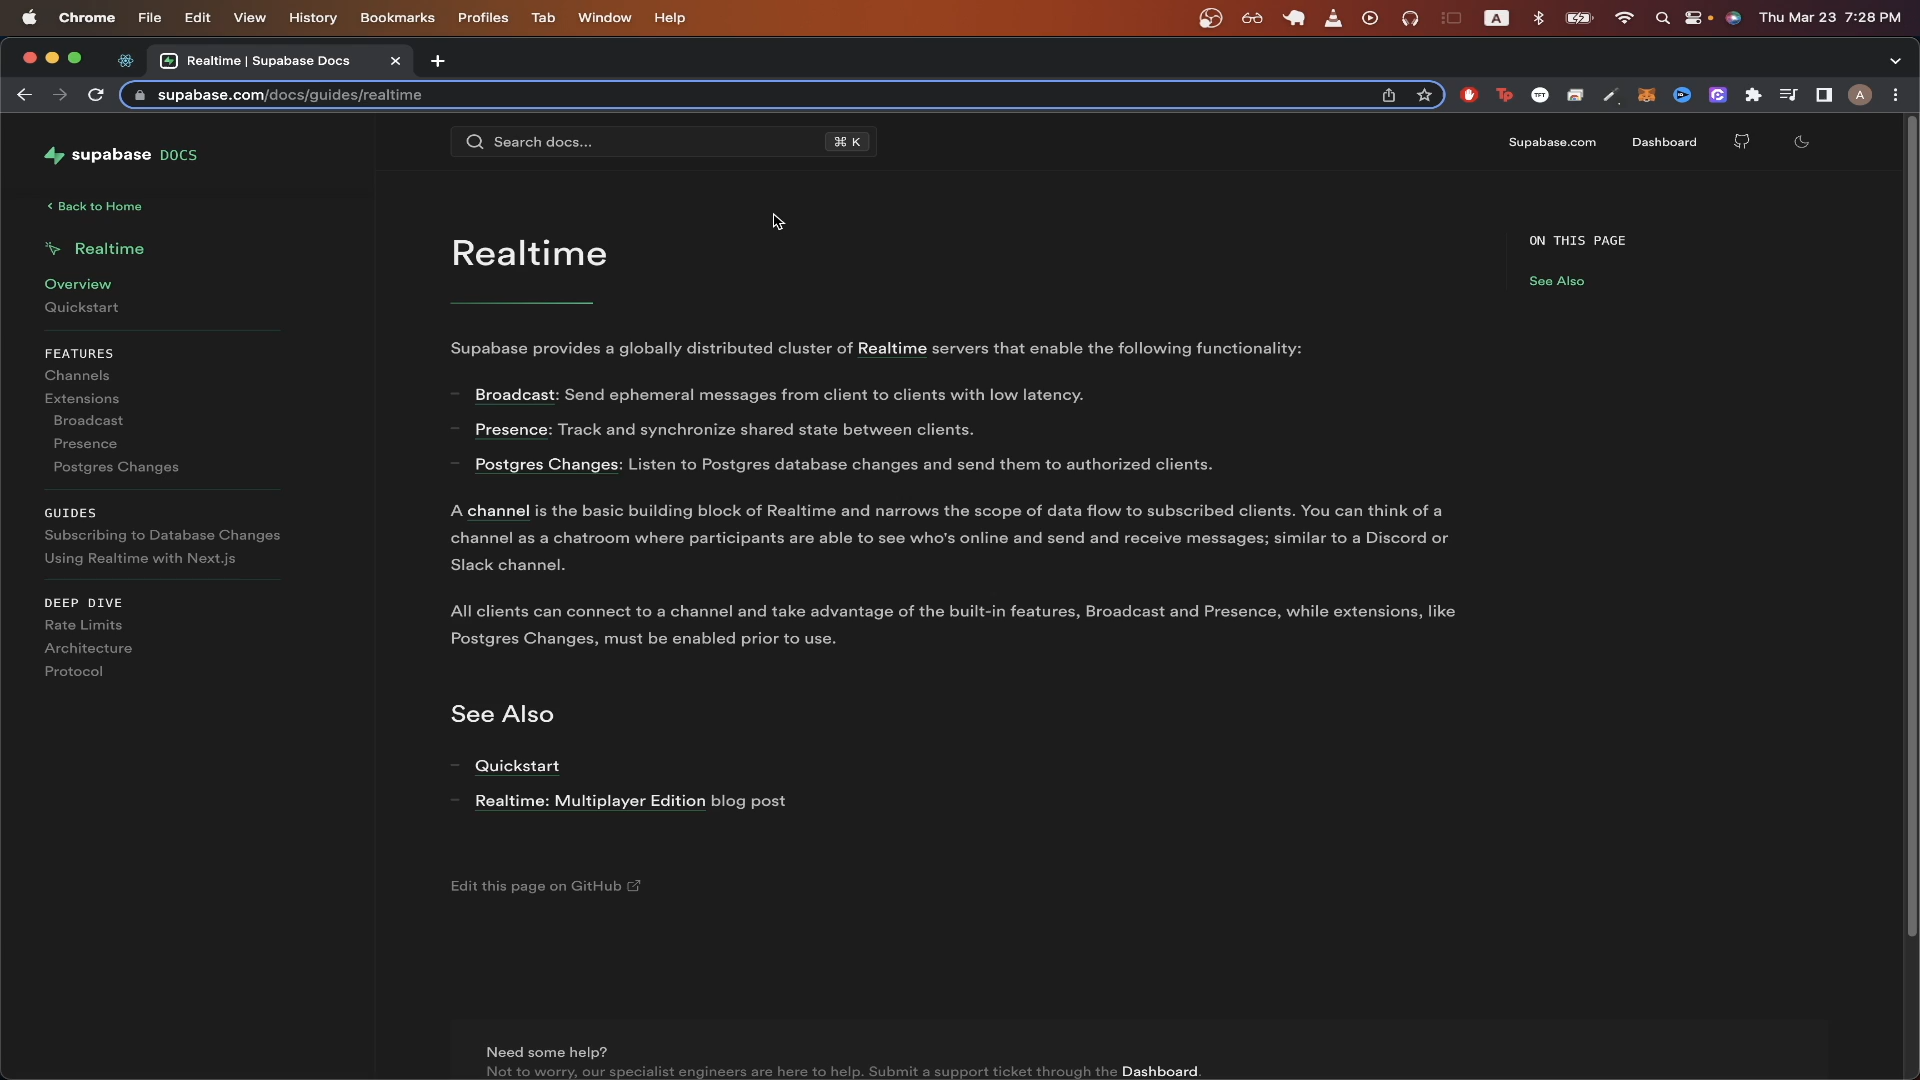 Chrome File Edit View History Bookmarks Profiles Tab Window Help A Thu Mar 23 7:28 PM
Realtime | Supabase Docs
supabase.com/docs/guides/realtime Tp TFT A
supabase DOCS
Search docs... ⌘ K Supabase.com Dashboard
Back to Home
Realtime
Overview
Quickstart
FEATURES
Channels
Extensions
Broadcast
Presence
Postgres Changes
GUIDES
Subscribing to Database Changes
Using Realtime with Next.js
DEEP DIVE
Rate Limits
Architecture
Protocol
Realtime
Supabase provides a globally distributed cluster of Realtime servers that enable the following functionality:
Broadcast: Send ephemeral messages from client to clients with low latency.
Presence: Track and synchronize shared state between clients.
Postgres Changes: Listen to Postgres database changes and send them to authorized clients.
A channel is the basic building block of Realtime and narrows the scope of data flow to subscribed clients. You can think of a
channel as a chatroom where participants are able to see who's online and send and receive messages; similar to a Discord or
Slack channel.
All clients can connect to a channel and take advantage of the built-in features, Broadcast and Presence, while extensions, like
Postgres Changes, must be enabled prior to use.
See Also
Quickstart
Realtime: Multiplayer Edition blog post
Edit this page on GitHub
Need some help?
Not to worry, our specialist engineers are here to help. Submit a support ticket through the Dashboard.
ON THIS PAGE
See Also